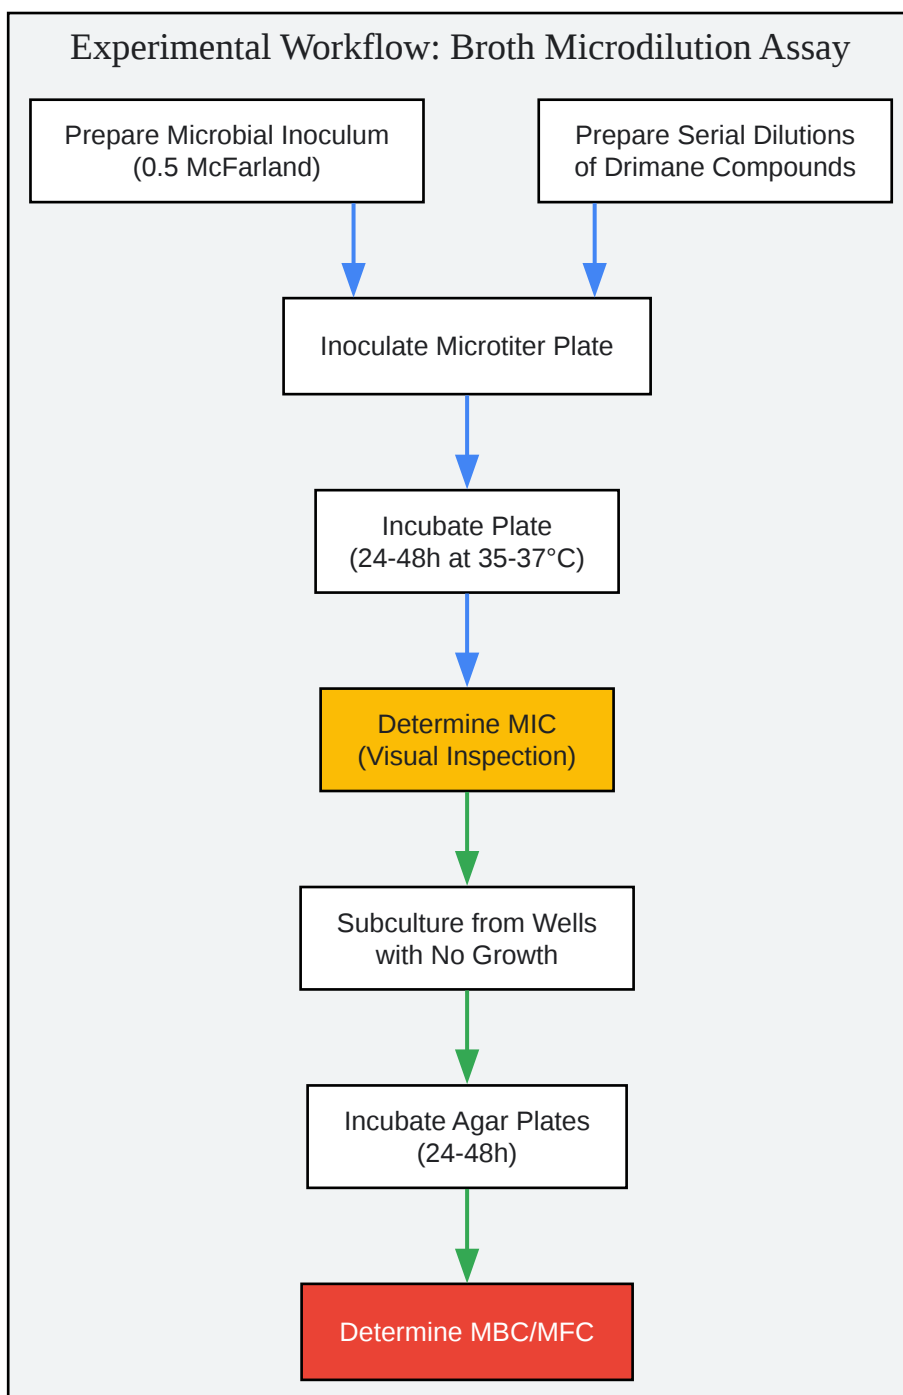 Experimental Workflow: Broth Microdilution Assay
Prepare Microbial Inoculum
(0.5 McFarland)
Prepare Serial Dilutions
of Drimane Compounds
Inoculate Microtiter Plate
Incubate Plate
(24-48h at 35-37°C)
Determine MIC
(Visual Inspection)
Subculture from Wells
with No Growth
Incubate Agar Plates
(24-48h)
Determine MBC/MFC